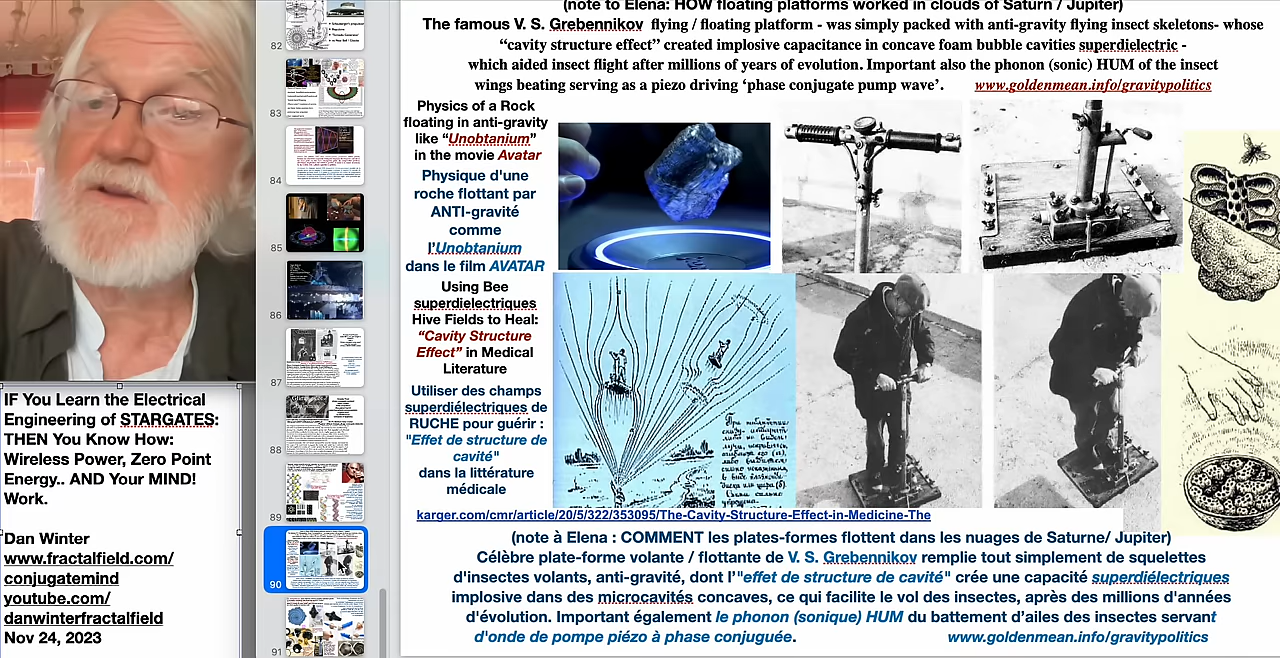 (note to Elena: HOW floating platforms worked in clouds of Saturn / Jupiter)
The famous V. S. Grebennikov flying / floating platform - was simply packed with anti-gravity flying insect skeletons- whose
“cavity structure effect” created implosive capacitance in concave foam bubble cavities superdielectric -
which aided insect flight after millions of years of evolution. Important also the phonon (sonic) HUM of the insect
wings beating serving as a piezo driving ‘phase conjugate pump wave’.
www.goldenmean.info/gravitypolitics
Physics of a Rock
floating in anti-gravity
like “Unobtanium”
in the movie Avatar
Physique d'une
roche flottant par
ANTI-gravité
comme
l'Unobtanium
dans le film AVATAR
Using Bee
superdielectriques
Hive Fields to Heal:
“Cavity Structure
Effect” in Medical
Literature
Utiliser des champs
superdiélectriques de
RUCHE pour guérir :
"Effet de structure de
cavité"
dans la littérature
médicale
karger.com/cmr/article/20/5/322/353095/The-Cavity-Structure-Effect-in-Medicine-The
(note à Elena : COMMENT les plates-formes flottent dans les nuages de Saturne/ Jupiter)
Célèbre plate-forme volante / flottante de V. S. Grebennikov remplie tout simplement de squelettes
d'insectes volants, anti-gravité, dont l'"effet de structure de cavité" crée une capacité superdiélectriques
implosive dans des microcavités ce qui facilite le vol des insectes, après des millions d'années
d'évolution. Important également le phonon (sonique) HUM du battement d'ailes des insectes servant
d'onde de pompe piézo à phase conjuguée.
www.goldenmean.info/gravitypolitics
IF You Learn the Electrical
Engineering of STARGATES:
THEN You Know How:
Wireless Power, Zero Point
Energy.. AND Your MIND!
Work.
Dan Winter
www.fractalfield.com/
conjugatemind
youtube.com/
danwinterfractalfield
Nov 24, 2023
82
83
84
85
86
87
88
89
90
91